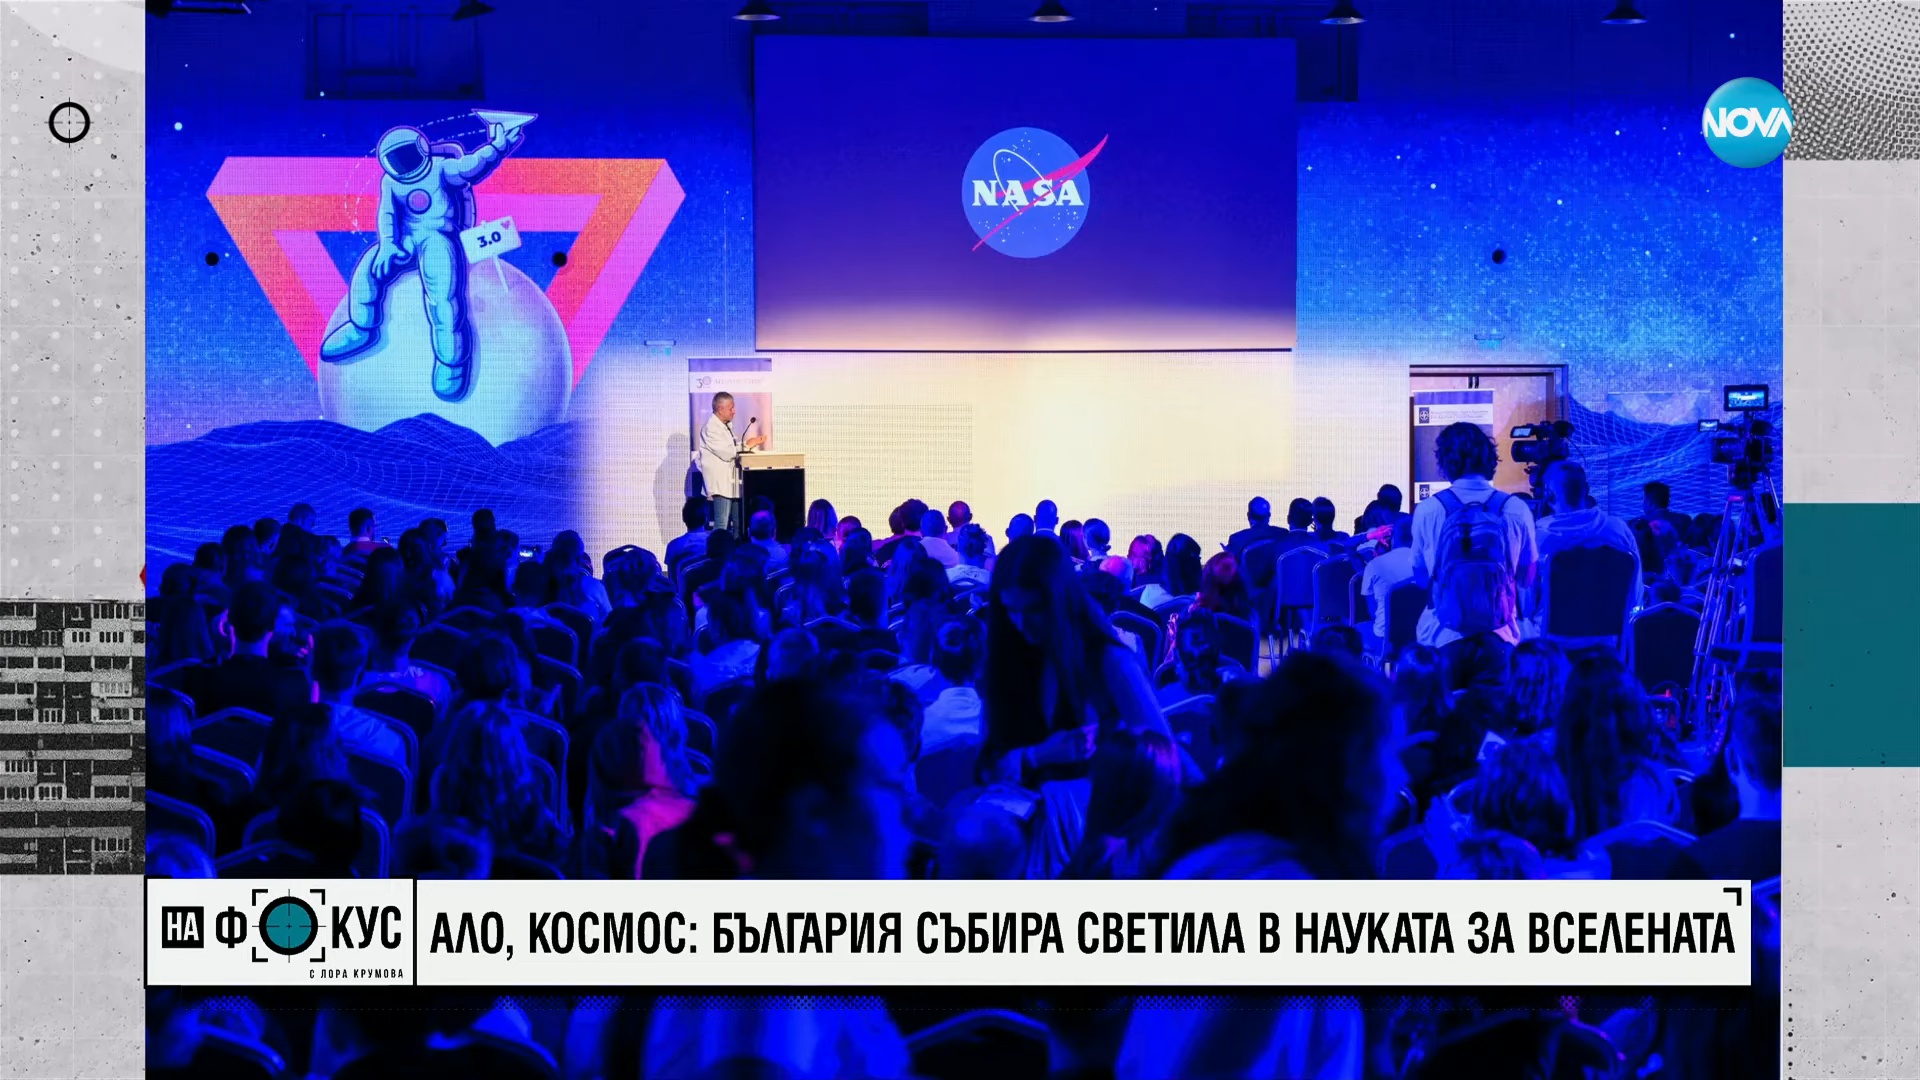 NOVA
NASA
3.0
НА ФОКУС
С ЛОРА КРУМОВА
АЛО, КОСМОС: БЪЛГАРИЯ СЪБИРА СВЕТИЛА В НАУКАТА ЗА ВСЕЛЕНАТА